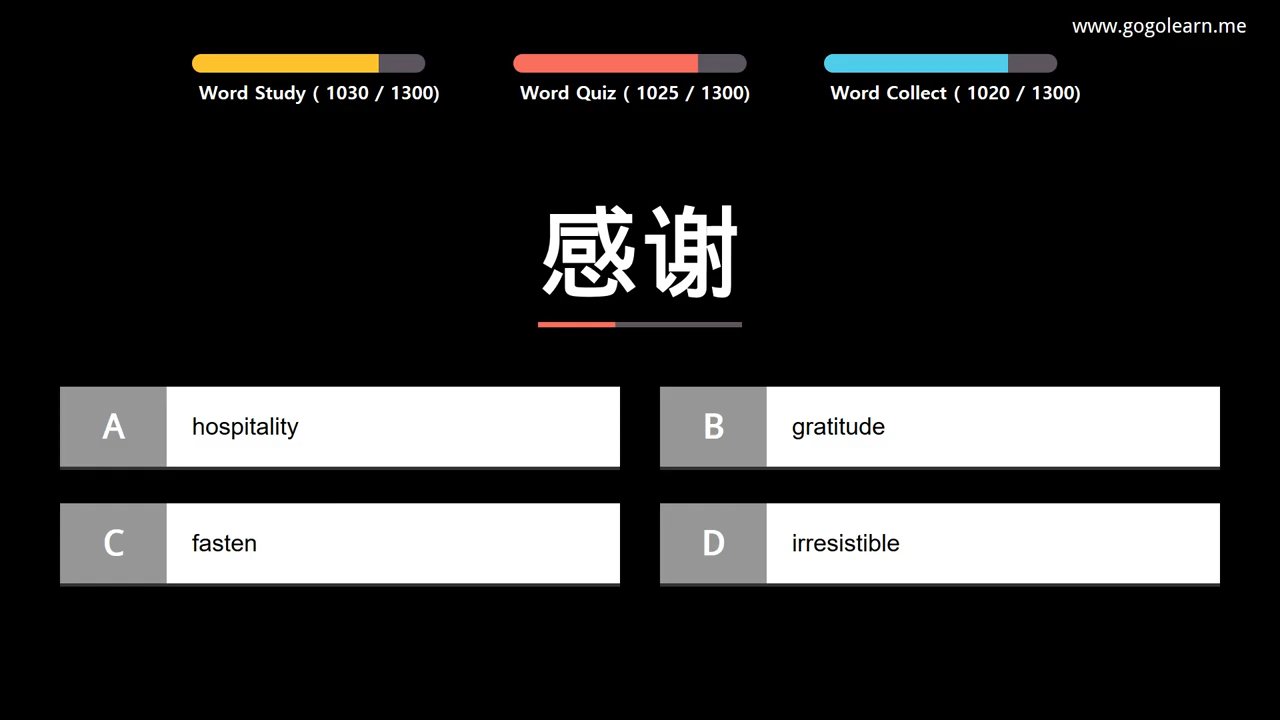 www.gogolearn.me
Word Study ( 1030 / 1300)
Word Quiz ( 1025 / 1300)
Word Collect ( 1020 / 1300)
感谢
A hospitality
B gratitude
C fasten
D irresistible